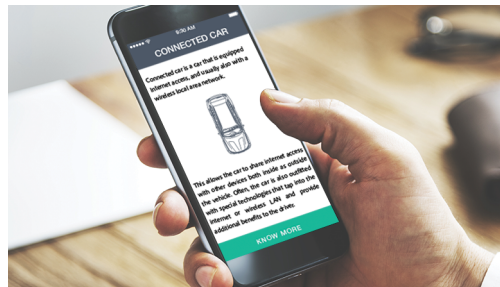 9:30 AM
CONNECTED CAR
Connected car is a car that is equipped
internet access, and usually also with a
wireless local area network.
This allows the car to share internet access
with other devices both inside as outside
the vehicle. Often, the car is also outfitted
with special technologies that tap into the
internet or wireless LAN and provide
additional benefits to the driver.
KNOW MORE